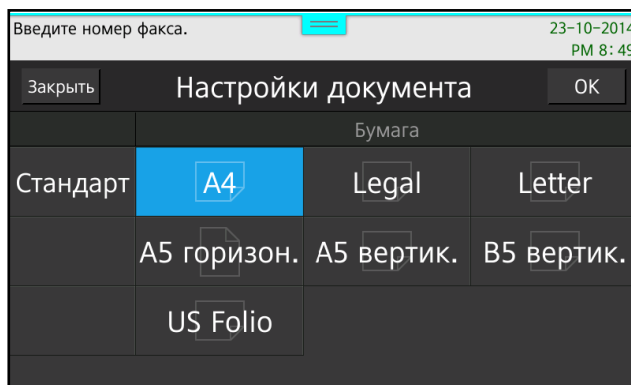 Введите номер факса.
23-10-2014
PM 8:49
Закрыть
Настройки документа
OK
Бумага
Стандарт
A4
Legal
Letter
A5 горизон.
A5 вертик.
B5 вертик.
US Folio